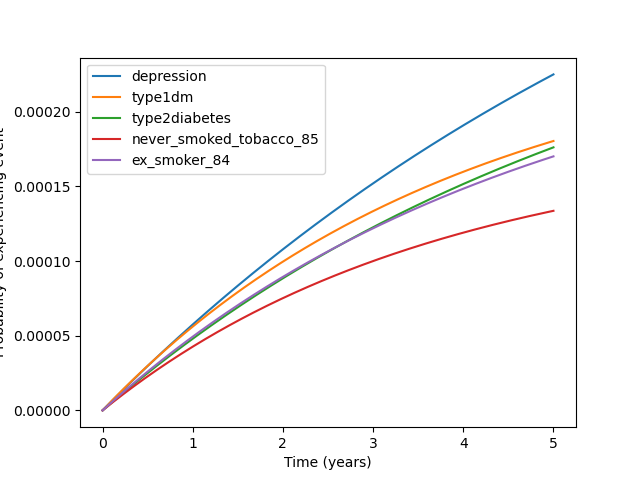 depression
type1dm
type2diabetes
never_smoked_tobacco_85
ex_smoker_84
0.00020
0.00015
0.00010
0.00005
0.00000
Probability of experiencing event
0
1
2
3
4
5
Time (years)